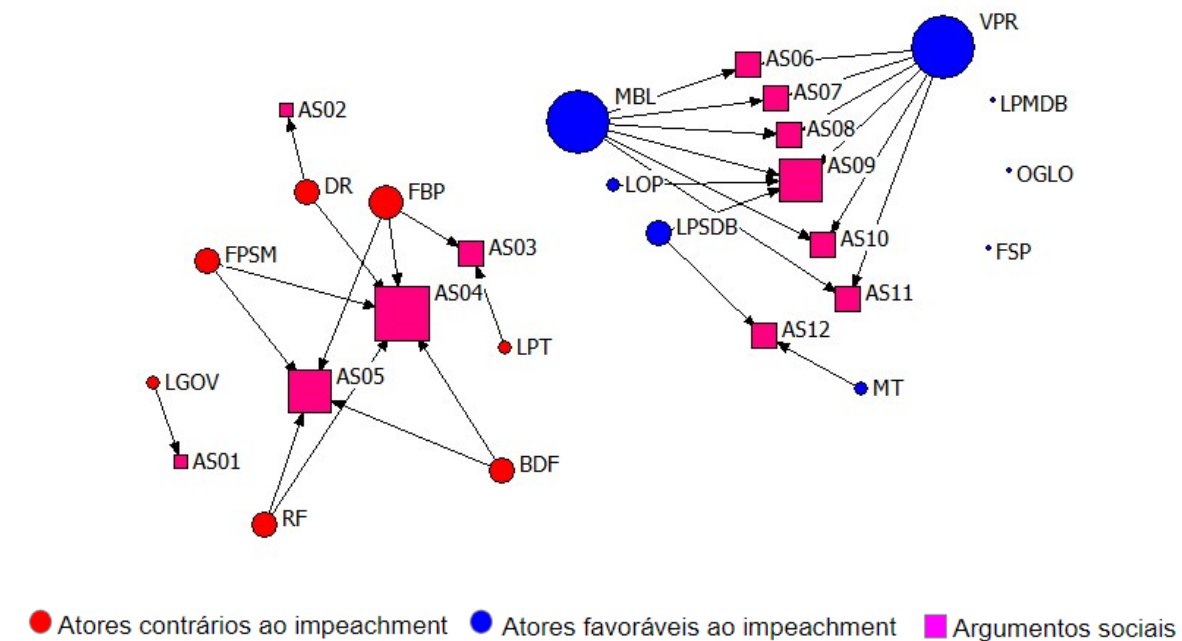 VPR
AS06
MBL
AS07
LPMDB
AS02
AS08
AS09
OGLO
DR
FBP
LOP
LPSDB
AS10
FSP
FPSM
AS03
AS04
AS11
AS12
LPT
AS05
LGOV
MT
AS01
BDF
RF
Atores contrários ao impeachment
Atores favoráveis ao impeachment
Argumentos sociais